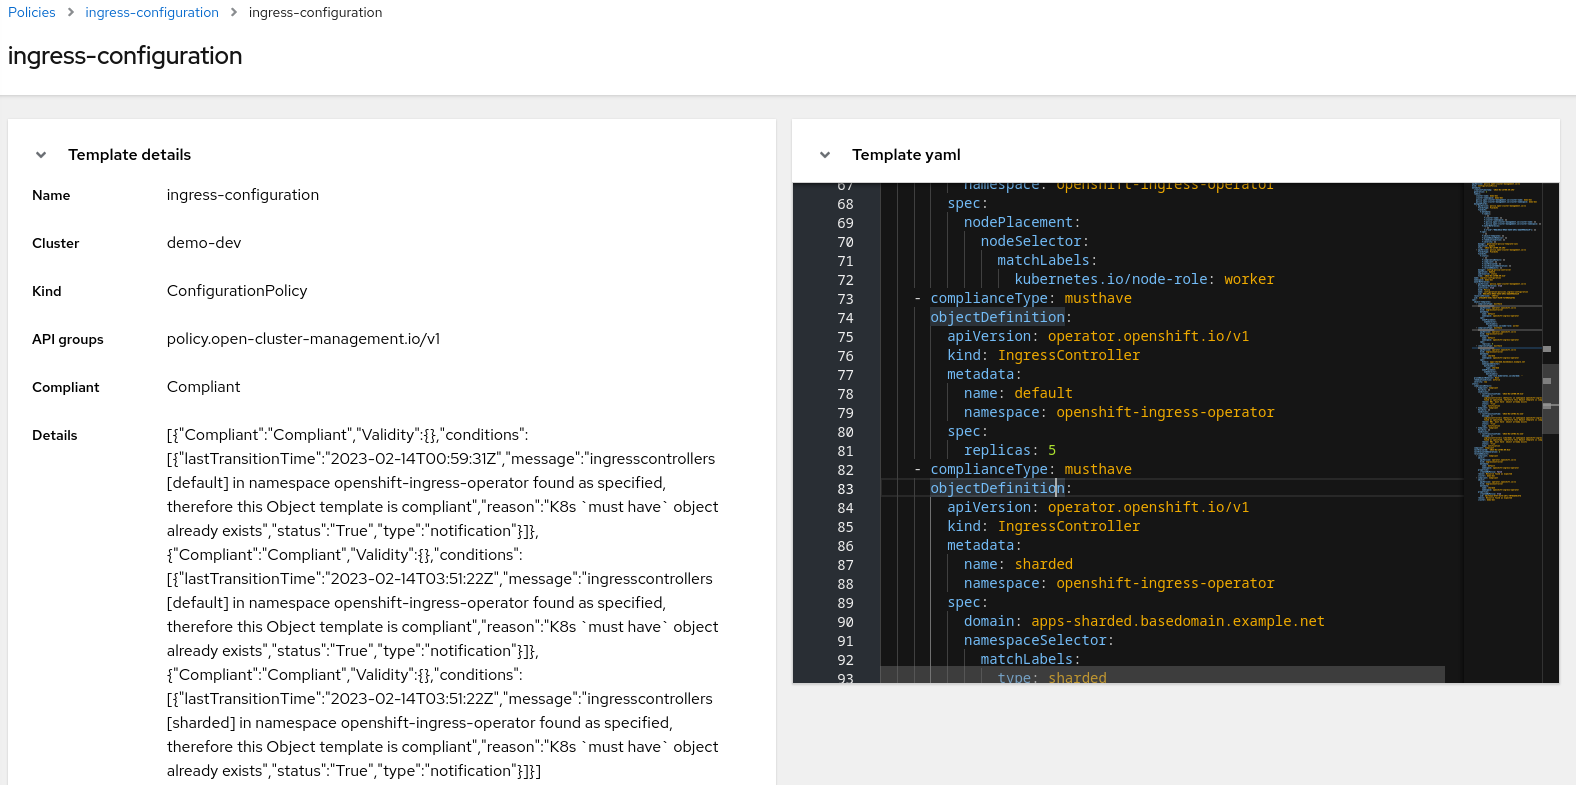 Policies > ingress-configuration > ingress-configuration
ingress-configuration
Template details
Name ingress-configuration
Cluster demo-dev
Kind ConfigurationPolicy
API groups policy.open-cluster-management.io/v1
Compliant Compliant
Details [{"Compliant":"Compliant","Validity":{},"conditions":
[{"lastTransitionTime":"2023-02-14T00:59:31Z","message":"ingresscontrollers
[default] in namespace openshift-ingress-operator found as specified,
therefore this Object template is compliant","reason":"K8s `must have` object
already exists","status":"True","type":"notification"}]},
{"Compliant":"Compliant","Validity":{},"conditions":
[{"lastTransitionTime":"2023-02-14T03:51:22Z","message":"ingresscontrollers
[default] in namespace openshift-ingress-operator found as specified,
therefore this Object template is compliant","reason":"K8s `must have` object
already exists","status":"True","type":"notification"}]},
{"Compliant":"Compliant","Validity":{},"conditions":
[{"lastTransitionTime":"2023-02-14T03:51:22Z","message":"ingresscontrollers
[sharded] in namespace openshift-ingress-operator found as specified,
therefore this Object template is compliant","reason":"K8s `must have` object
already exists","status":"True","type":"notification"}]}]
Template yaml
67 namespace: openshift-ingress-operator
68 spec:
69 nodePlacement:
70 nodeSelector:
71 matchLabels:
72 kubernetes.io/node-role: worker
73 - complianceType: musthave
74 objectDefinition:
75 apiVersion: operator.openshift.io/v1
76 kind: IngressController
77 metadata:
78 name: default
79 namespace: openshift-ingress-operator
80 spec:
81 replicas: 5
82 - complianceType: musthave
83 objectDefinition:
84 apiVersion: operator.openshift.io/v1
85 kind: IngressController
86 metadata:
87 name: sharded
88 namespace: openshift-ingress-operator
89 spec:
90 domain: apps-sharded.basedomain.example.net
91 namespaceSelector:
92 matchLabels:
93 type: sharded